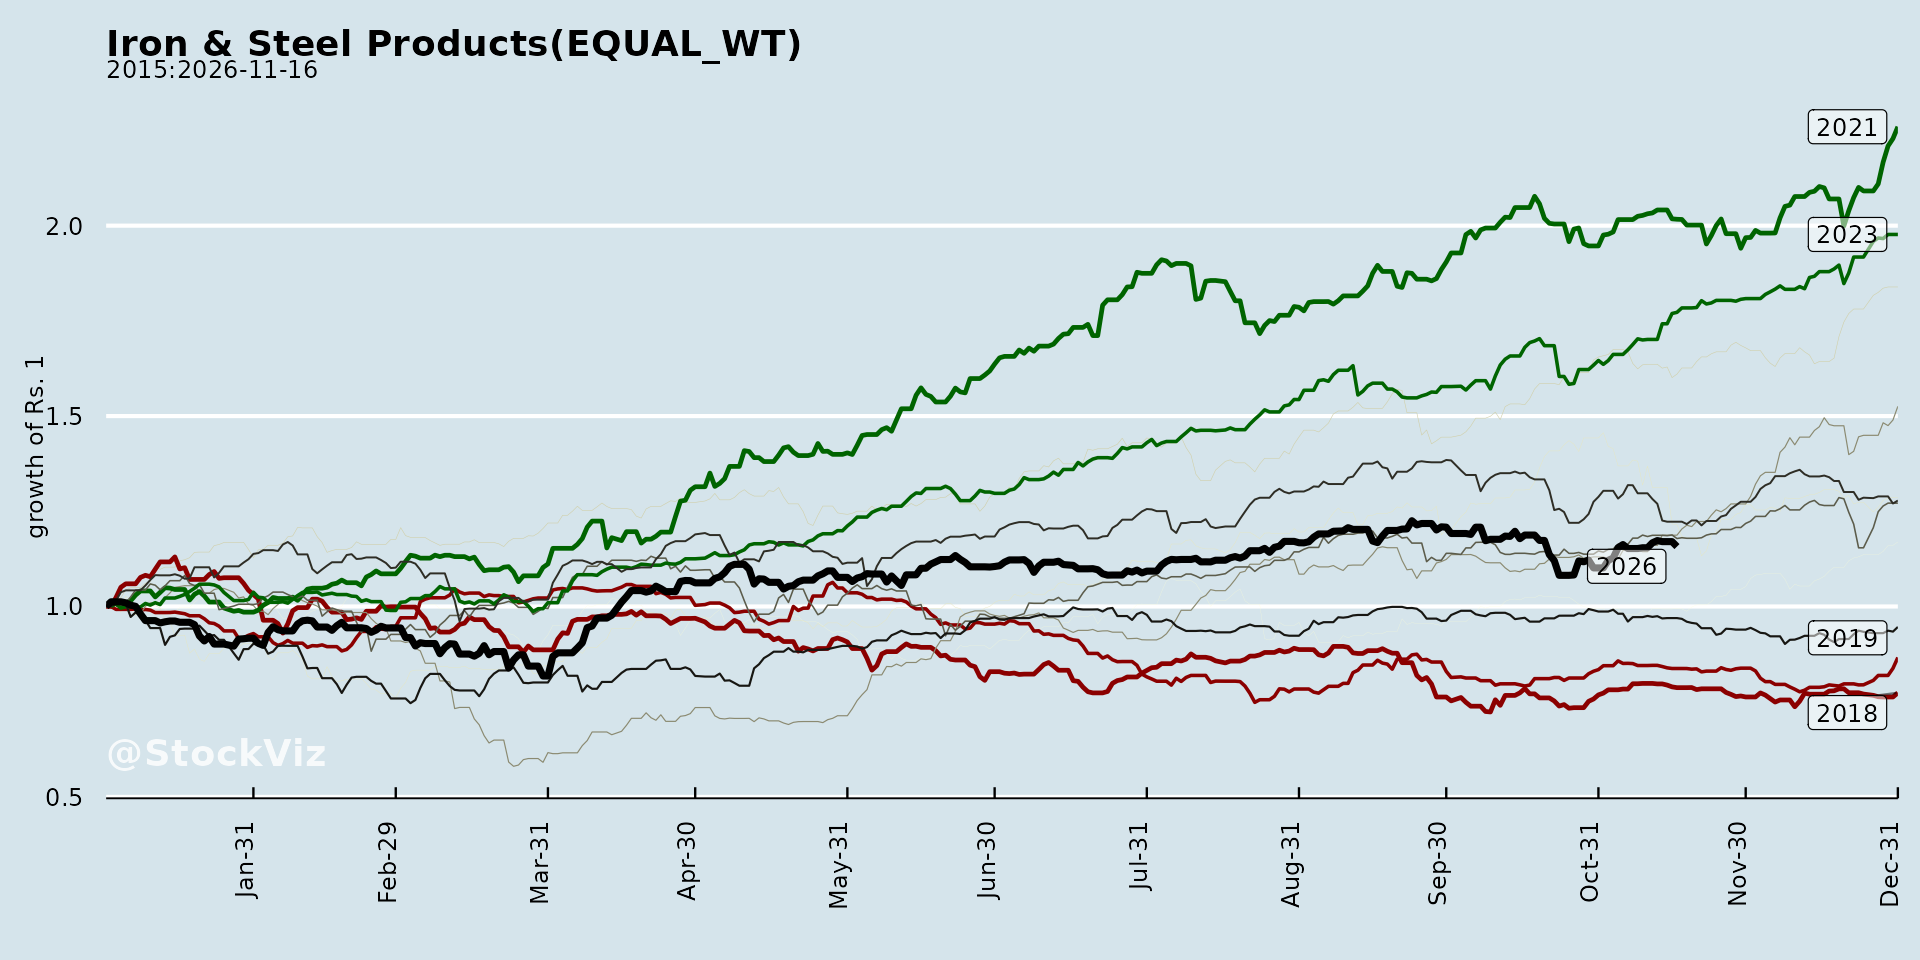 Iron & Steel Products(EQUAL_WT)
2015:2026-11-16
growth of Rs. 1
2.0
1.5
1.0
0.5
2021
2023
2026
2019
2018
@StockViz
Jan-31
Feb-29
Mar-31
Apr-30
May-31
Jun-30
Jul-31
Aug-31
Sep-30
Oct-31
Nov-30
Dec-31